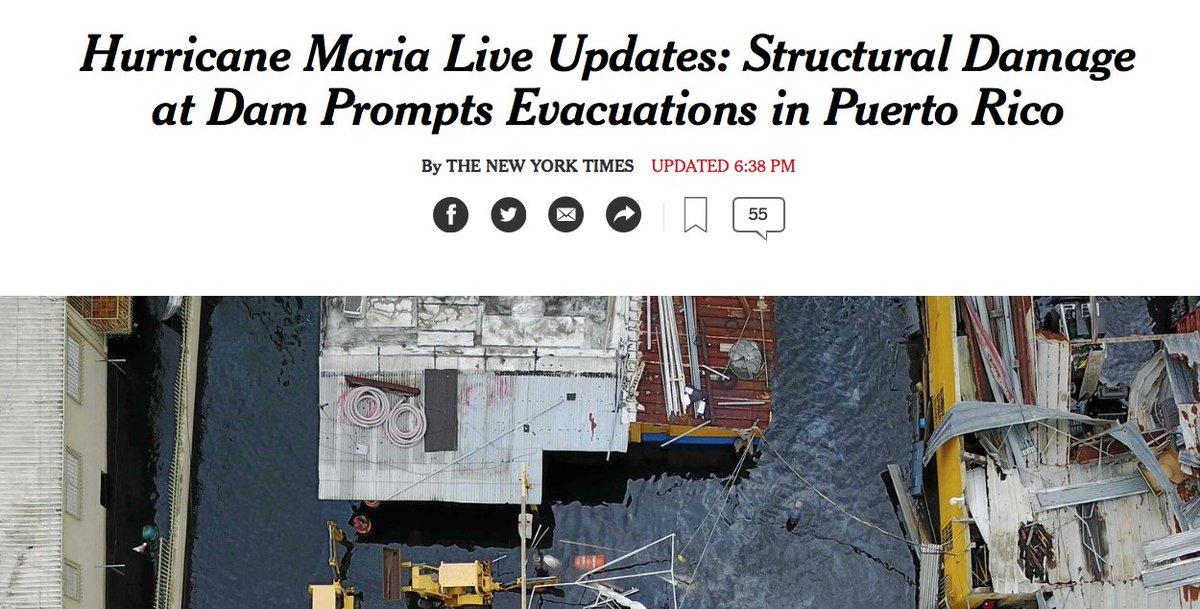 Hurricane Maria Live Updates: Structural Damage
at Dam Prompts Evacuations in Puerto Rico
By THE NEW YORK TIMES UPDATED 6:38 PM
55